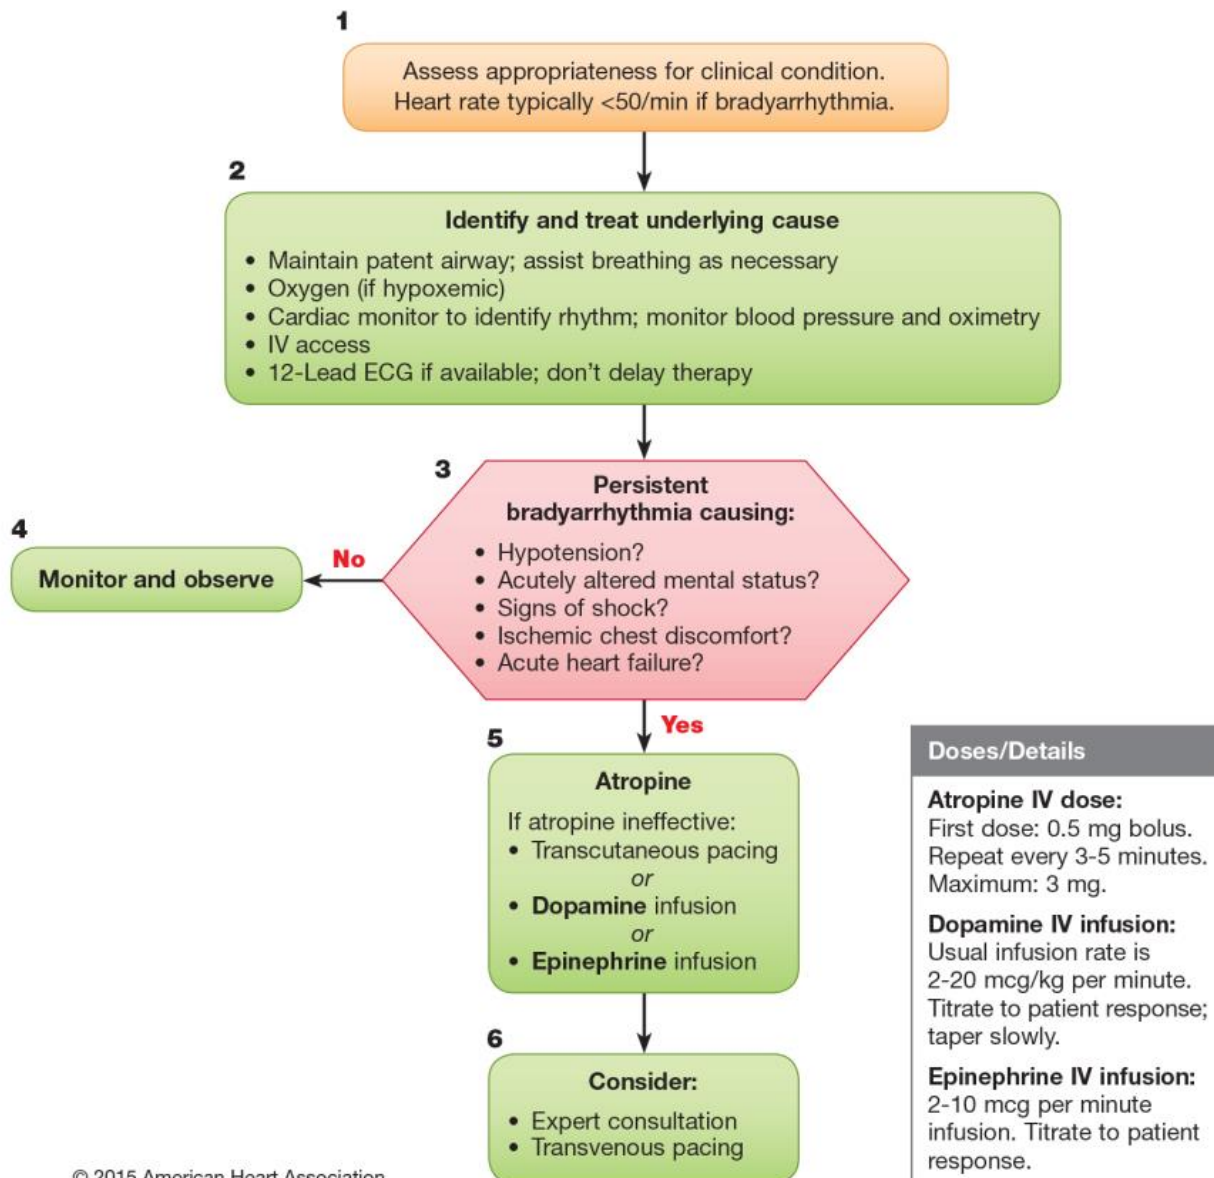 1
Assess appropriateness for clinical condition.
Heart rate typically <50/min if bradyarrhythmia.
2
Identify and treat underlying cause
• Maintain patent airway; assist breathing as necessary
• Oxygen (if hypoxemic)
• Cardiac monitor to identify rhythm; monitor blood pressure and oximetry
• IV access
• 12-Lead ECG if available; don't delay therapy
3
Persistent
bradyarrhythmia causing:
• Hypotension?
• Acutely altered mental status?
• Signs of shock?
• Ischemic chest discomfort?
• Acute heart failure?
4
No
Monitor and observe
Yes
5
Atropine
If atropine ineffective:
• Transcutaneous pacing
or
• Dopamine infusion
or
• Epinephrine infusion
6
Consider:
• Expert consultation
• Transvenous pacing
Doses/Details
Atropine IV dose:
First dose: 0.5 mg bolus.
Repeat every 3-5 minutes.
Maximum: 3 mg.
Dopamine IV infusion:
Usual infusion rate is
2-20 mcg/kg per minute.
Titrate to patient response;
taper slowly.
Epinephrine IV infusion:
2-10 mcg per minute
infusion. Titrate to patient
response.
© 2015 American Heart Association